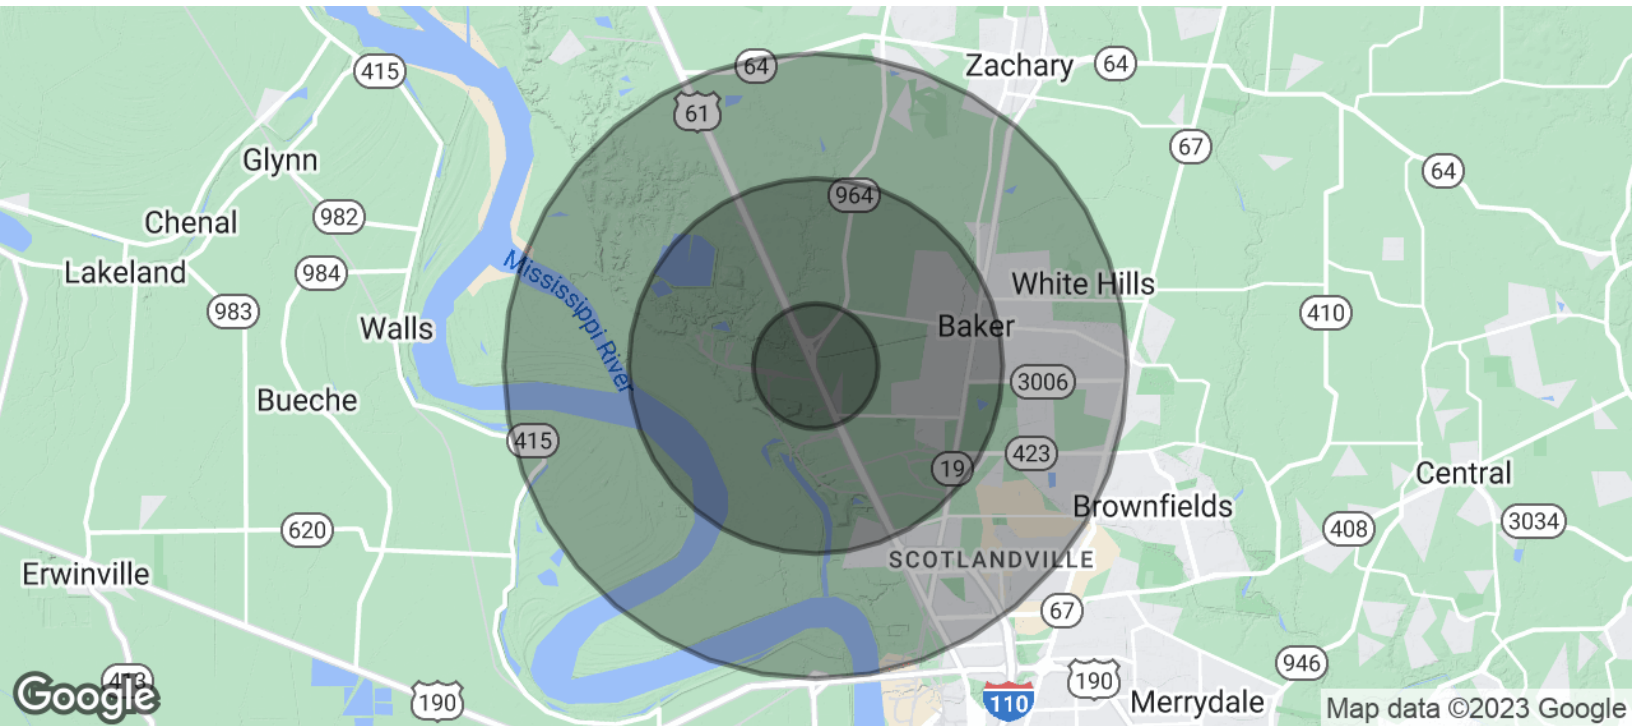 64
Zachary
64
415
61
67
Glynn
64
964
Chenal
982
Lakeland
984
Mississippi River
White Hills
983
410
Walls
Baker
3006
Bueche
415
423
19
Central
Brownfields
620
408
3034
SCOTLANDVILLE
Erwinville
67
946
190
190
110
Merrydale
Google
Map data ©2023 Google